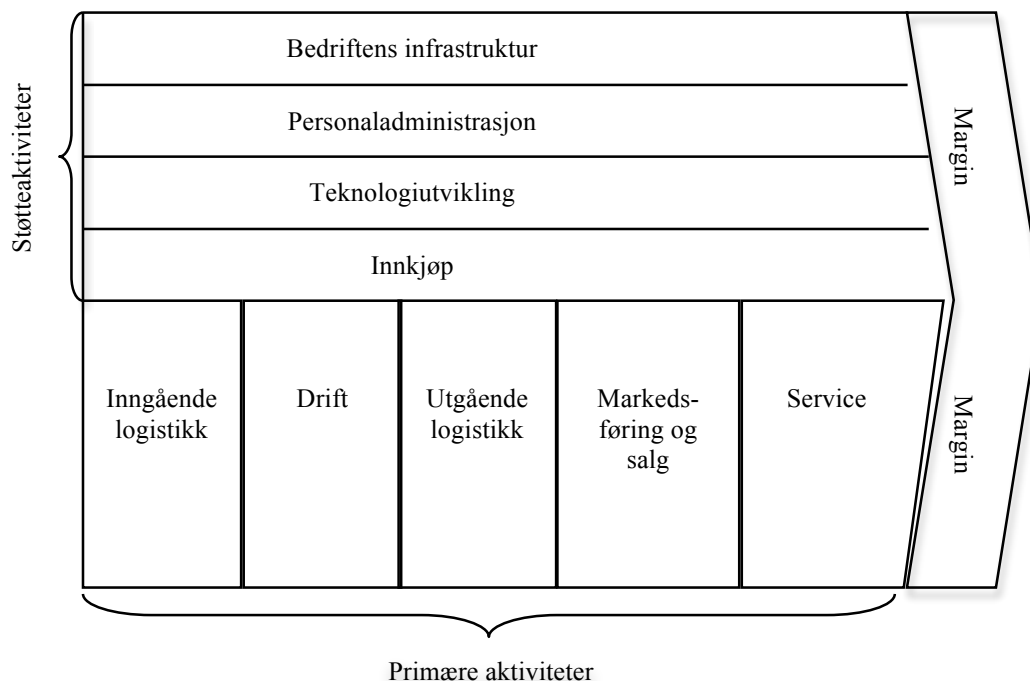 Støtteaktiviteter
Bedriftens infrastruktur
Personaladministrasjon
Teknologiutvikling
Innkjøp
Margin
Inngående
logistikk
Drift
Utgående
logistikk
Markeds-
føring og
salg
Service
Margin
Primære aktiviteter